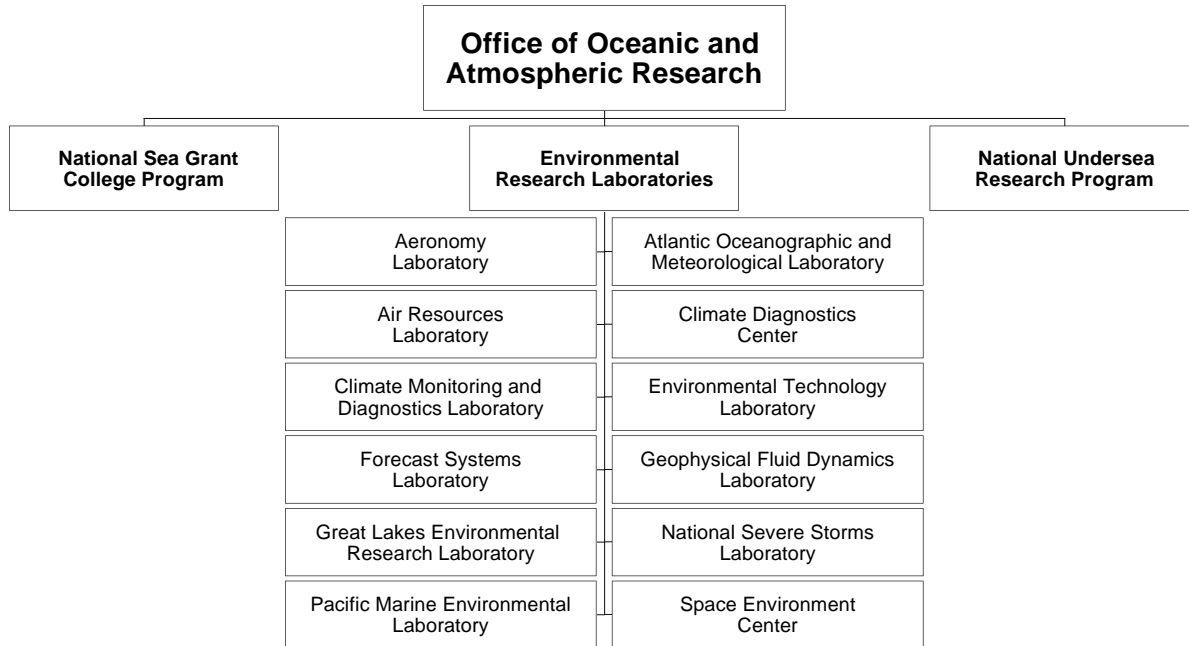 Office of Oceanic and
Atmospheric Research
National Sea Grant
College Program
Environmental
Research Laboratories
National Undersea
Research Program
Aeronomy
Laboratory
Atlantic Oceanographic and
Meteorological Laboratory
Air Resources
Laboratory
Climate Diagnostics
Center
Climate Monitoring and
Diagnostics Laboratory
Environmental Technology
Laboratory
Forecast Systems
Laboratory
Geophysical Fluid Dynamics
Laboratory
Great Lakes Environmental
Research Laboratory
National Severe Storms
Laboratory
Pacific Marine Environmental
Laboratory
Space Environment
Center